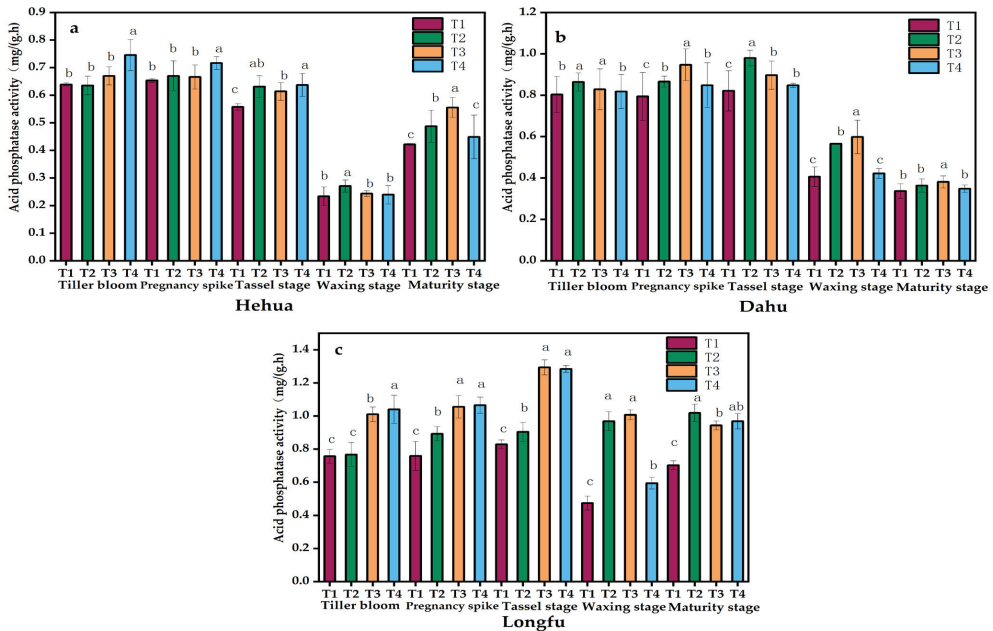 a
T1
T2
T3
T4
Acid phosphatase activity (mg/(g.h)
0.9
0.8
0.7
0.6
0.5
0.4
0.3
0.2
0.1
0.0
b b b a b b b a c ab b a b a b b c b a c
T1 T2 T3 T4 T1 T2 T3 T4 T1 T2 T3 T4 T1 T2 T3 T4 T1 T2 T3 T4
Tiller bloom Pregnancy spike Tassel stage Waxing stage Maturity stage
Hehua
b
T1
T2
T3
T4
Acid phosphatase activity (mg/(g.h)
1.2
1.0
0.8
0.6
0.4
0.2
0.0
b a b b c b a c c a b b c b a c b b a b
T1 T2 T3 T4 T1 T2 T3 T4 T1 T2 T3 T4 T1 T2 T3 T4 T1 T2 T3 T4
Tiller bloom Pregnancy spike Tassel stage Waxing stage Maturity stage
Dahu
c
T1
T2
T3
T4
Acid phosphatase activity (mg/(g.h)
1.4
1.2
1.0
0.8
0.6
0.4
0.2
0.0
c c b a c b a a c b a a c a a b c a b ab
T1 T2 T3 T4 T1 T2 T3 T4 T1 T2 T3 T4 T1 T2 T3 T4 T1 T2 T3 T4
Tiller bloom Pregnancy spike Tassel stage Waxing stage Maturity stage
Longfu